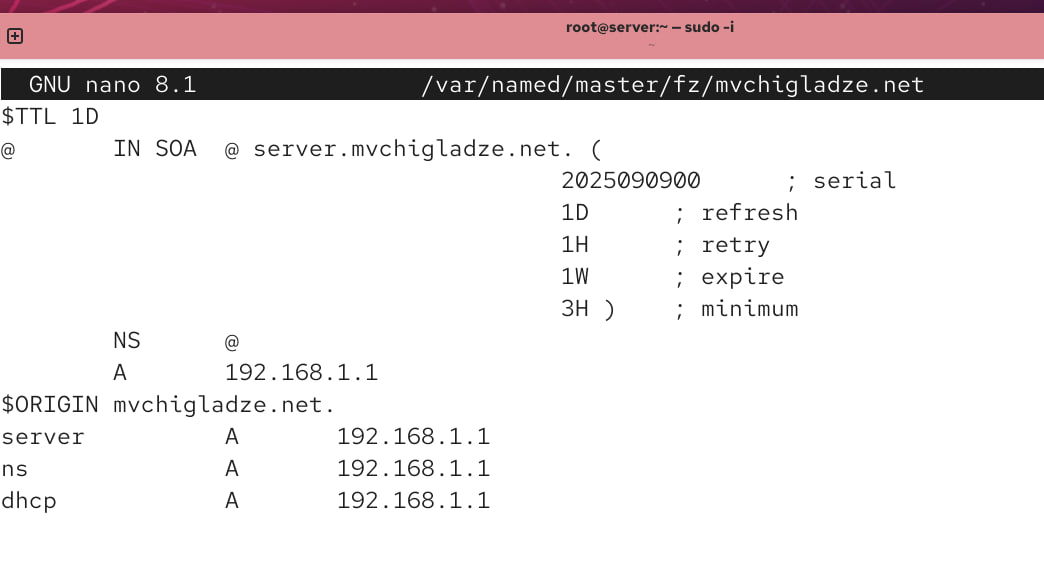 root@server:~ — sudo -i
~
GNU nano 8.1 /var/named/master/fz/mvchigladze.net
$TTL 1D
@ IN SOA @ server.mvchigladze.net. (
2025090900 ; serial
1D ; refresh
1H ; retry
1W ; expire
3H ) ; minimum
NS @
A 192.168.1.1
$ORIGIN mvchigladze.net.
server A 192.168.1.1
ns A 192.168.1.1
dhcp A 192.168.1.1